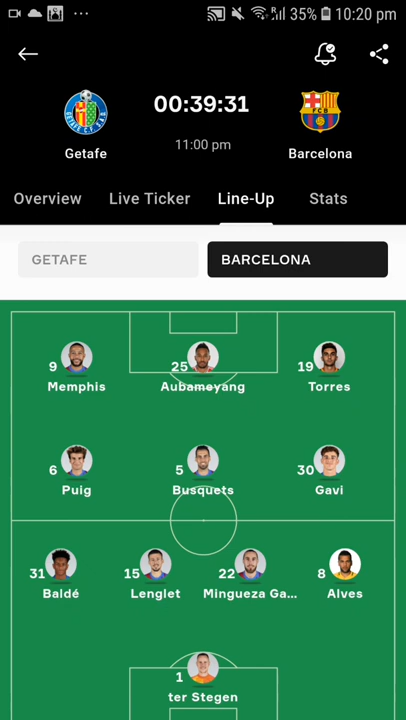 35% 10:20 pm
00:39:31
11:00 pm
Getafe
Barcelona
Overview Live Ticker Line-Up Stats
GETAFE BARCELONA
9 25 19
Memphis Aubameyang Torres
6 5 30
Puig Busquets Gavi
31 15 22 8
Baldé Lenglet Mingueza Ga... Alves
1
ter Stegen